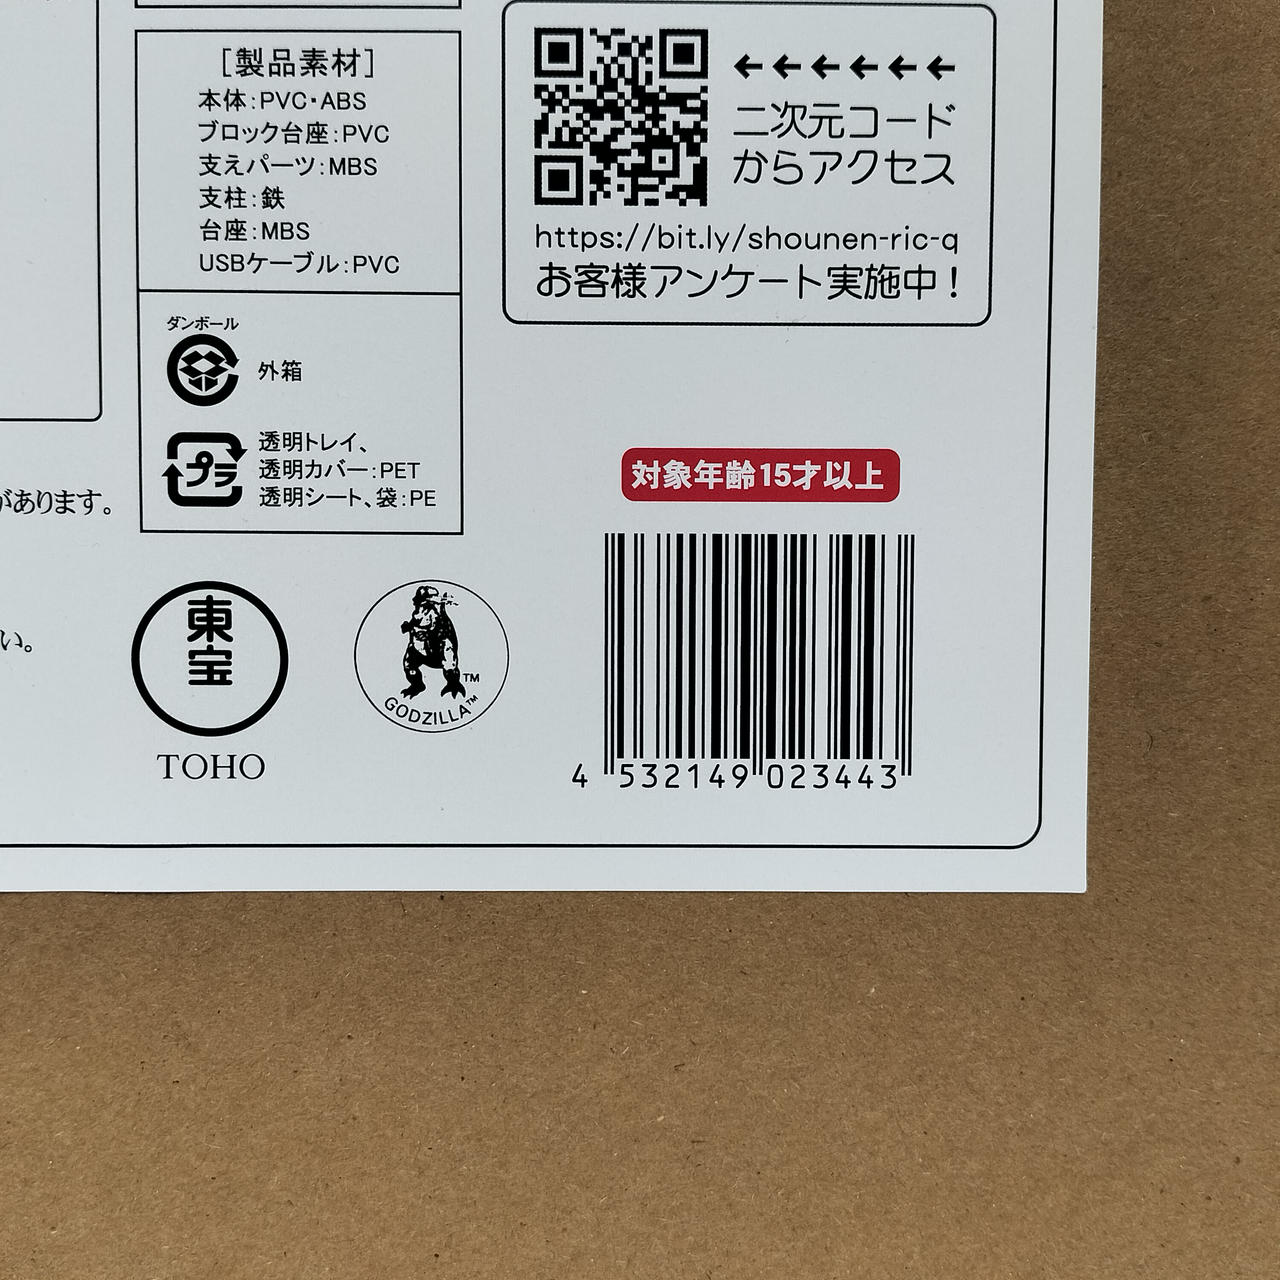 [製品素材]
本体:PVC・ABS
ブロック台座:PVC
支えパーツ:MBS
支柱:鉄
台座:MBS
USBケーブル:PVC
ダンボール
外箱
プラ
透明トレイ、
透明カバー:PET
透明シート、袋:PE
があります。
い。
東宝
TOHO
TM
GODZILLA™
←←←←←←
二次元コード
からアクセス
https://bit.ly/shounen-ric-q
お客様アンケート実施中!
対象年齢15才以上
4 532149 023443